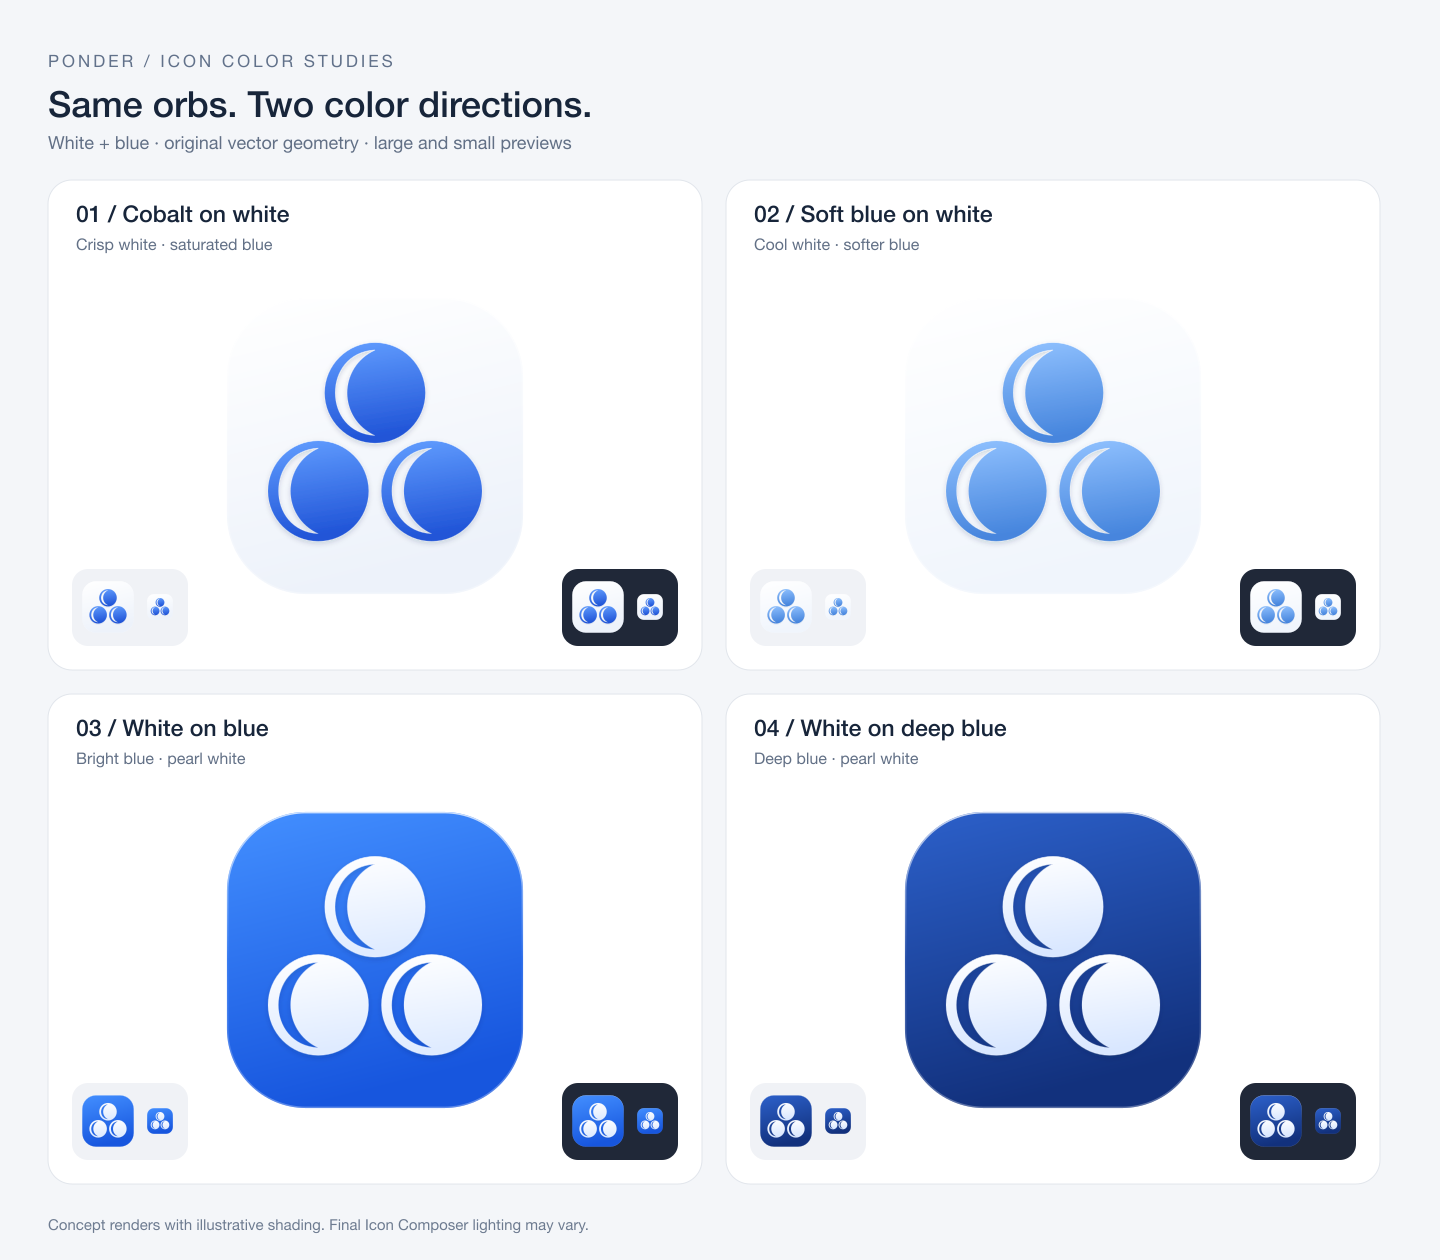 PONDER / ICON COLOR STUDIES
Same orbs. Two color directions.
White + blue · original vector geometry · large and small previews
01 / Cobalt on white
Crisp white · saturated blue
02 / Soft blue on white
Cool white · softer blue
03 / White on blue
Bright blue · pearl white
04 / White on deep blue
Deep blue · pearl white
Concept renders with illustrative shading. Final Icon Composer lighting may vary.